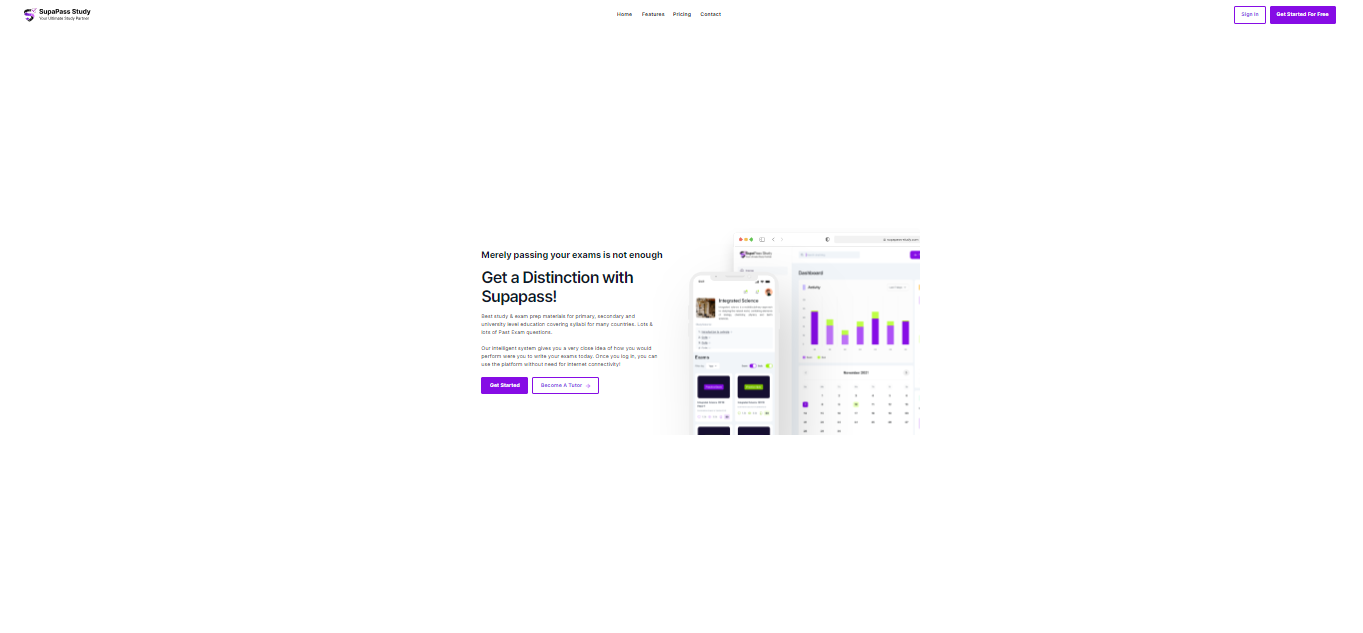 SupaPass Study
Your Ultimate Study Partner
Home Features Pricing Contact
Sign In
Get Started For Free
Merely passing your exams is not enough
Get a Distinction with
Supapass!
Best study & exam prep materials for primary, secondary and
university level education covering syllabi for many countries. Lots &
lots of Past Exam questions.
Our intelligent system gives you a very close idea of how you would
perform were you to write your exams today. Once you log in, you can
use the platform without need for internet connectivity!
Get Started
Become A Tutor
SupaPass Study
Dashboard
Activity
Integrated Science
Exams
November 2021